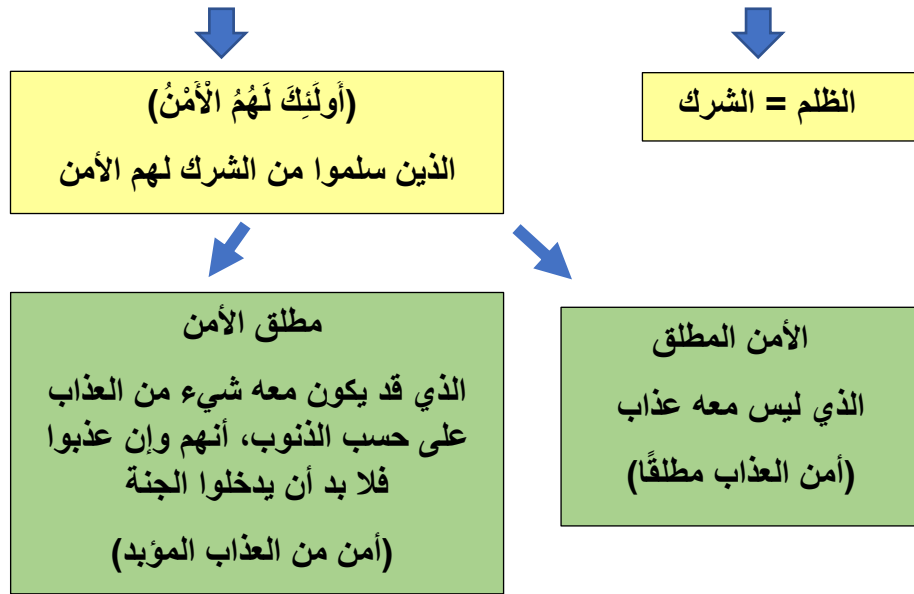 الظلم = الشرك
(أُولَئِكَ لَهُمُ الْأَمْنُ)
الذين سلموا من الشرك لهم الأمن
الأمن المطلق
الذي ليس معه عذاب
(أمن العذاب مطلقًا)
مطلق الأمن
الذي قد يكون معه شيء من العذاب
على حسب الذنوب، أنهم وإن عذبوا
فلا بد أن يدخلوا الجنة
(أمن من العذاب المؤبد)